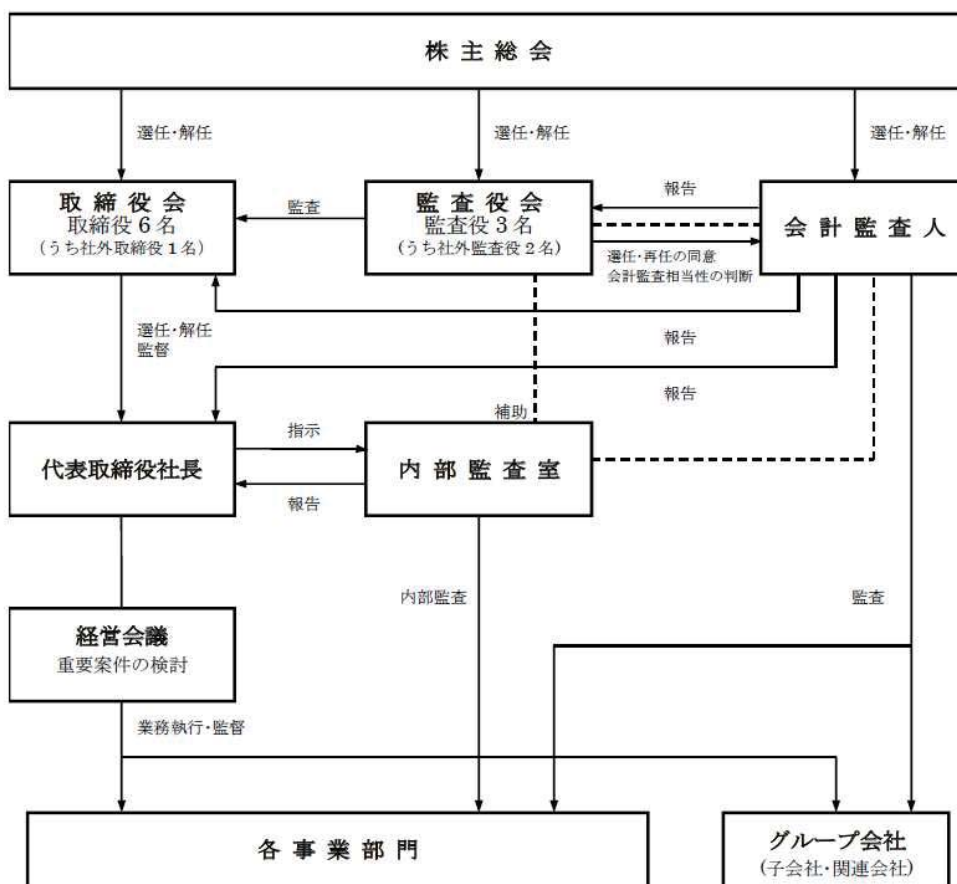 株主総会
選任・解任
選任・解任
選任・解任
取締役会
取締役6名
(うち社外取締役1名)
監査
監査役会
監査役3名
(うち社外監査役2名)
報告
会計監査人
選任・再任の同意
会計監査相当性の判断
選任・解任
監督
報告
報告
補助
代表取締役社長
指示
報告
内部監査室
内部監査
監査
経営会議
重要案件の検討
業務執行・監督
各事業部門
グループ会社
(子会社・関連会社)